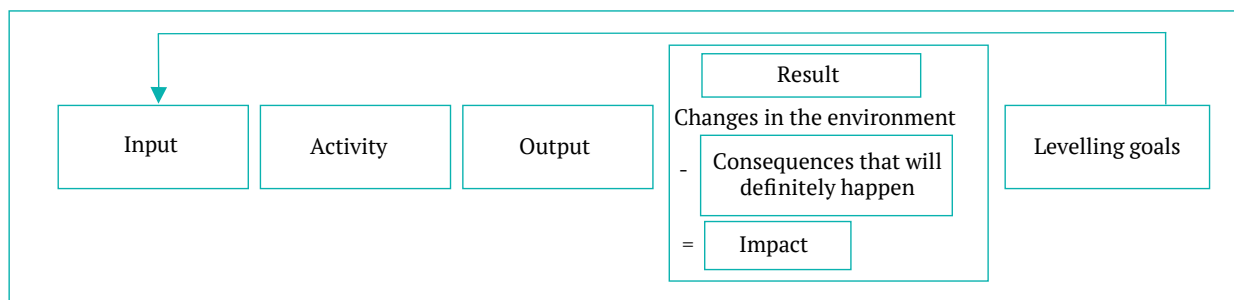 Input
Activity
Output
Result
Changes in the environment
-
Consequences that will
definitely happen
=
Impact
Levelling goals